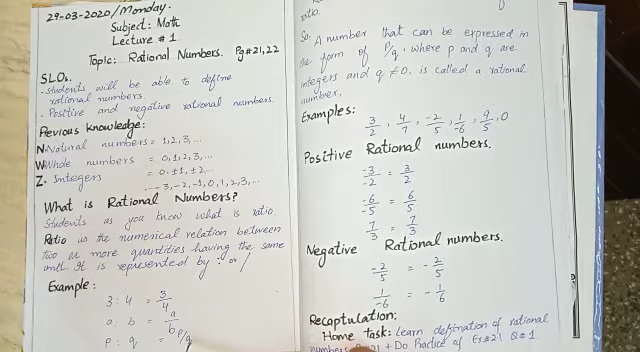 29-03-2020/Monday.
Subject: Math
Lecture # 1
Topic: Rational Numbers. Pg#21,22
SLOs.
· Students will be able to define
rational numbers.
· Positive and negative rational numbers.
Pevious knowledge:
N-Natural numbers = 1,2,3,...
W-Whole numbers = 0,1,2,3,...
Z. Integers = 0,±1,±2,...
...-3,-2,-1,0,1,2,3,...
What is Rational Numbers?
Students as you know what is ratio.
Ratio is the numerical relation between
two or more quantities having the same
unit. It is represented by : or /
Example:
3:4 = 3/4
a:b = a/b
p:q = p/q
ratio.
So, A number that can be expressed in
the form of P/q, where p and q are
integers and q ≠ 0. is called a rational
number.
Examples:
3/2, 4/7, -2/5, 1/-6, 9/5, 0
Positive Rational numbers.
-3/-2 = 3/2
-6/-5 = 6/5
7/3 = 7/3
Negative Rational numbers.
-2/5 = -2/5
1/-6 = -1/6
Recaptulation:
Home Task: Learn defination of rational
numbers 21 + Do Practice of Ex#21 Q#1